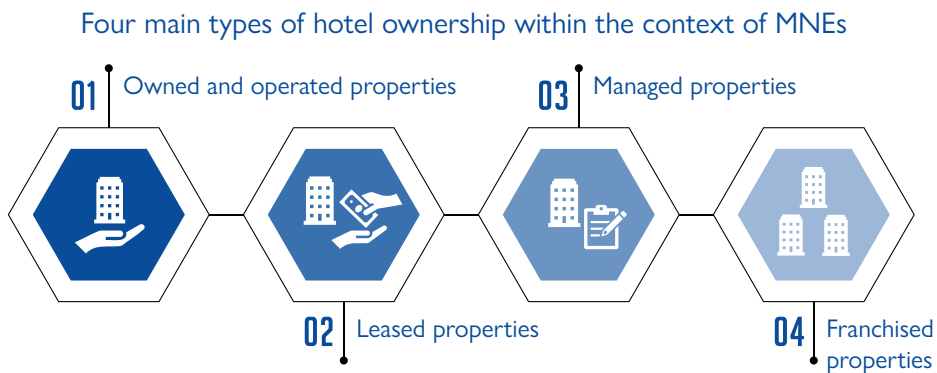 Four main types of hotel ownership within the context of MNEs
01 Owned and operated properties
02 Leased properties
03 Managed properties
04 Franchised
properties